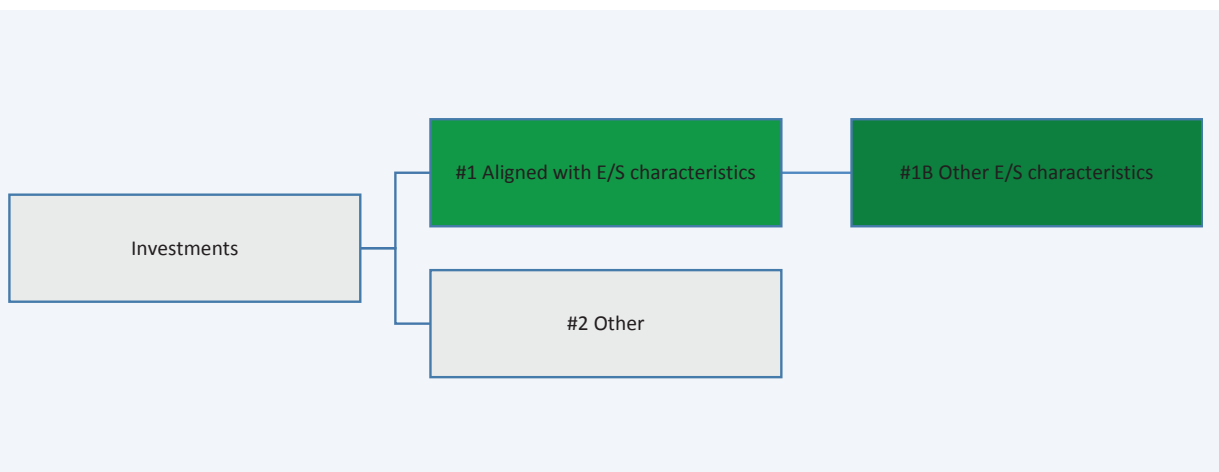 #1 Aligned with E/S characteristics
#1B Other E/S characteristics
Investments
#2 Other